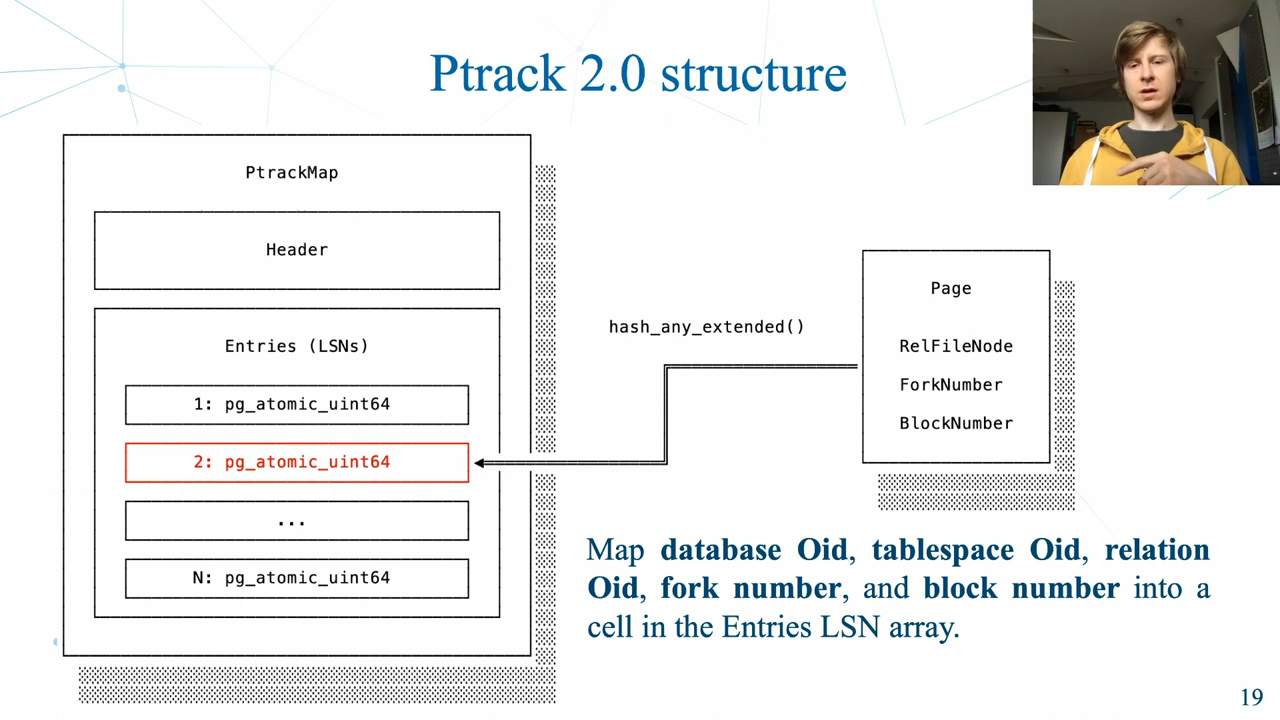 Ptrack 2.0 structure
PtrackMap
Header
Entries (LSNs)
1: pg_atomic_uint64
2: pg_atomic_uint64
...
N: pg_atomic_uint64
hash_any_extended()
Page
RelFileNode
ForkNumber
BlockNumber
Map database Oid, tablespace Oid, relation
Oid, fork number, and block number into a
cell in the Entries LSN array.
19